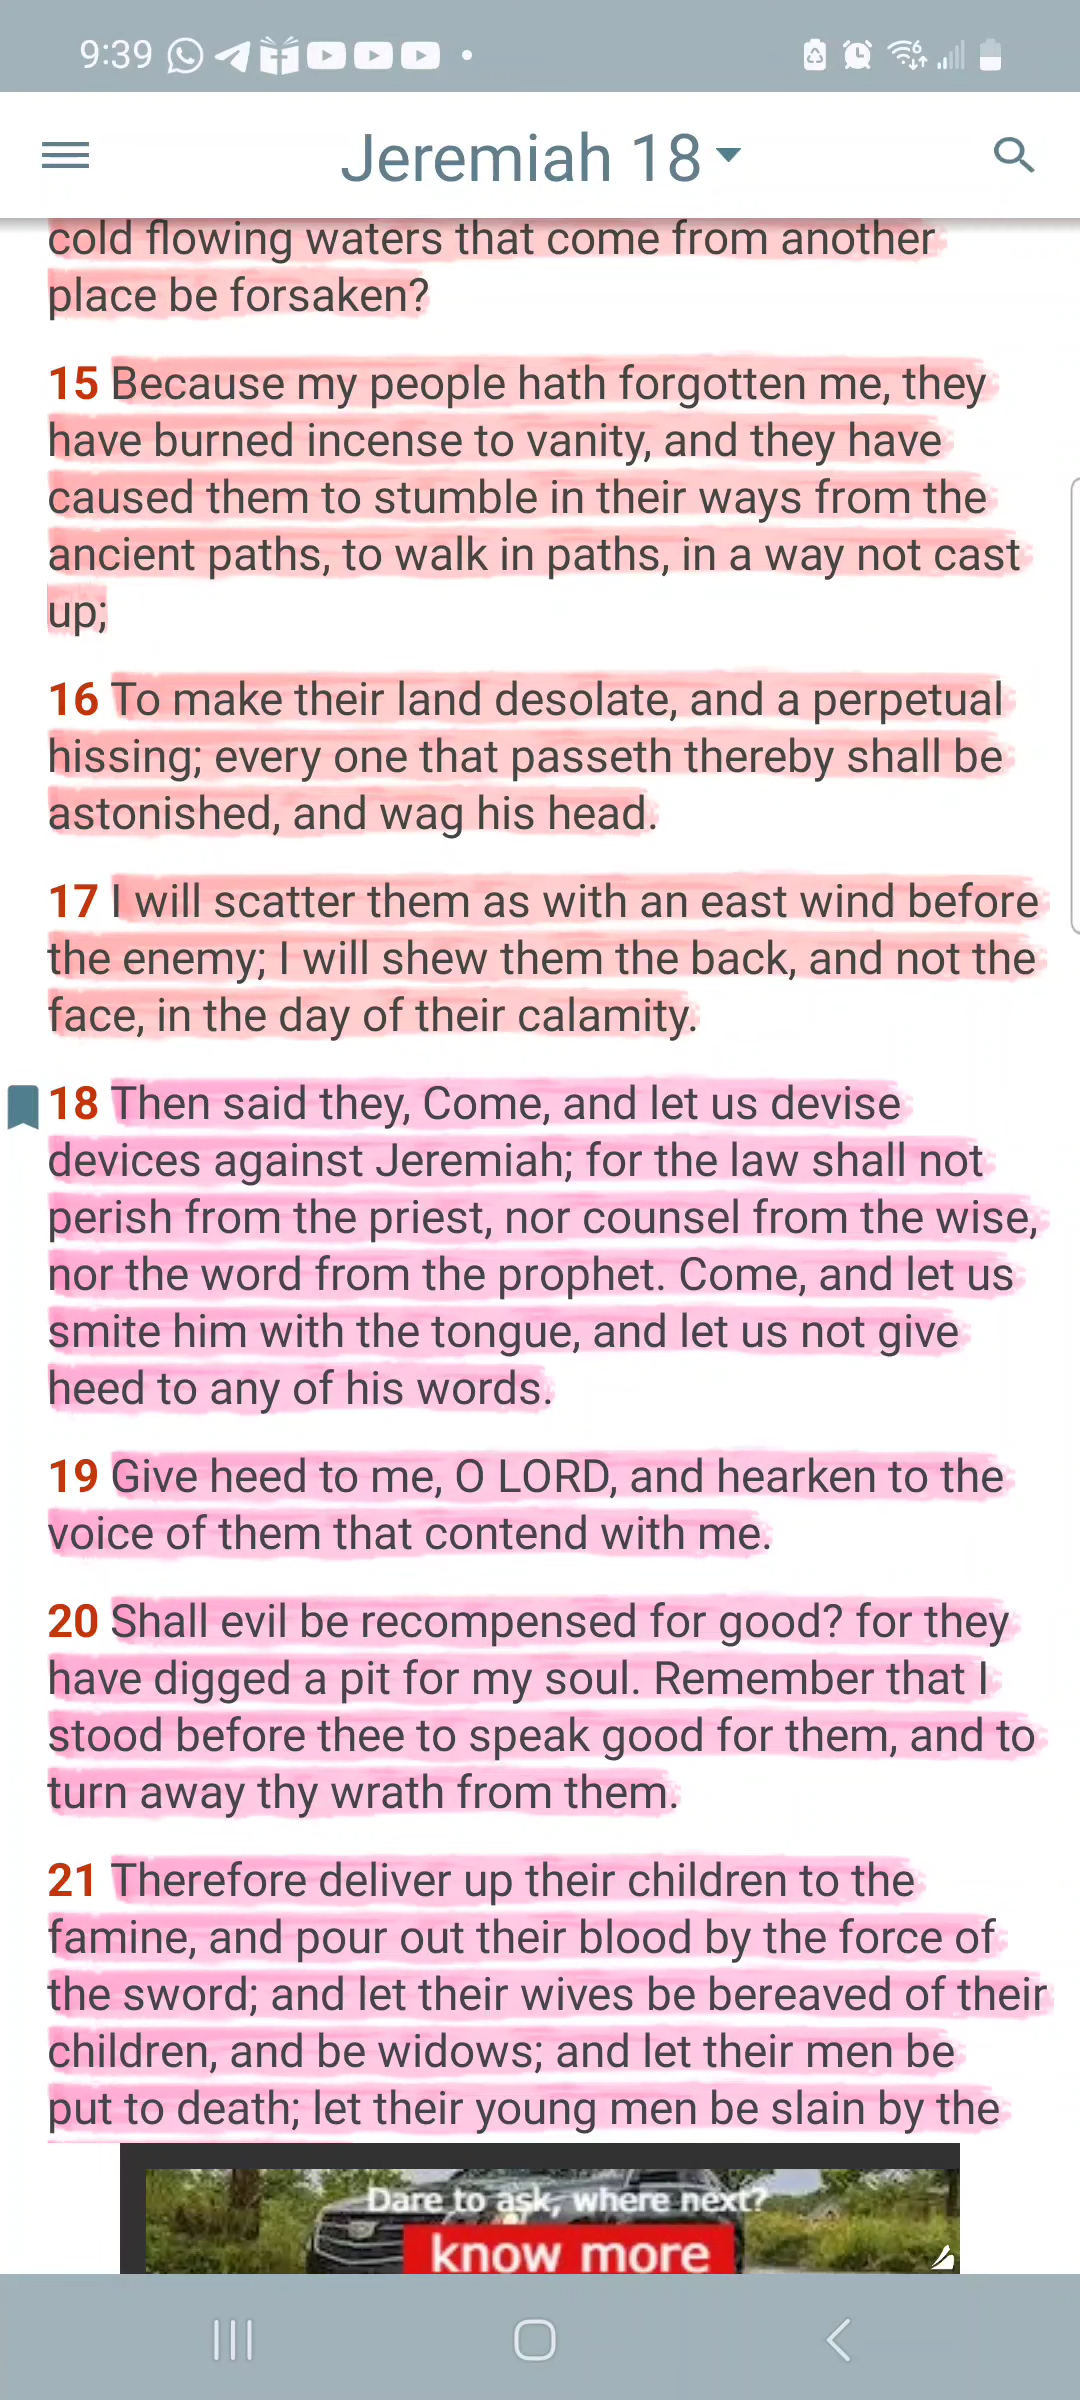 9:39
Jeremiah 18
cold flowing waters that come from another
place be forsaken?
15 Because my people hath forgotten me, they
have burned incense to vanity, and they have
caused them to stumble in their ways from the
ancient paths, to walk in paths, in a way not cast
up;
16 To make their land desolate, and a perpetual
hissing; every one that passeth thereby shall be
astonished, and wag his head.
17 I will scatter them as with an east wind before
the enemy; I will shew them the back, and not the
face, in the day of their calamity.
18 Then said they, Come, and let us devise
devices against Jeremiah; for the law shall not
perish from the priest, nor counsel from the wise,
nor the word from the prophet. Come, and let us
smite him with the tongue, and let us not give
heed to any of his words.
19 Give heed to me, O LORD, and hearken to the
voice of them that contend with me.
20 Shall evil be recompensed for good? for they
have digged a pit for my soul. Remember that I
stood before thee to speak good for them, and to
turn away thy wrath from them.
21 Therefore deliver up their children to the
famine, and pour out their blood by the force of
the sword; and let their wives be bereaved of their
children, and be widows; and let their men be
put to death; let their young men be slain by the
Dare to ask, where next?
know more